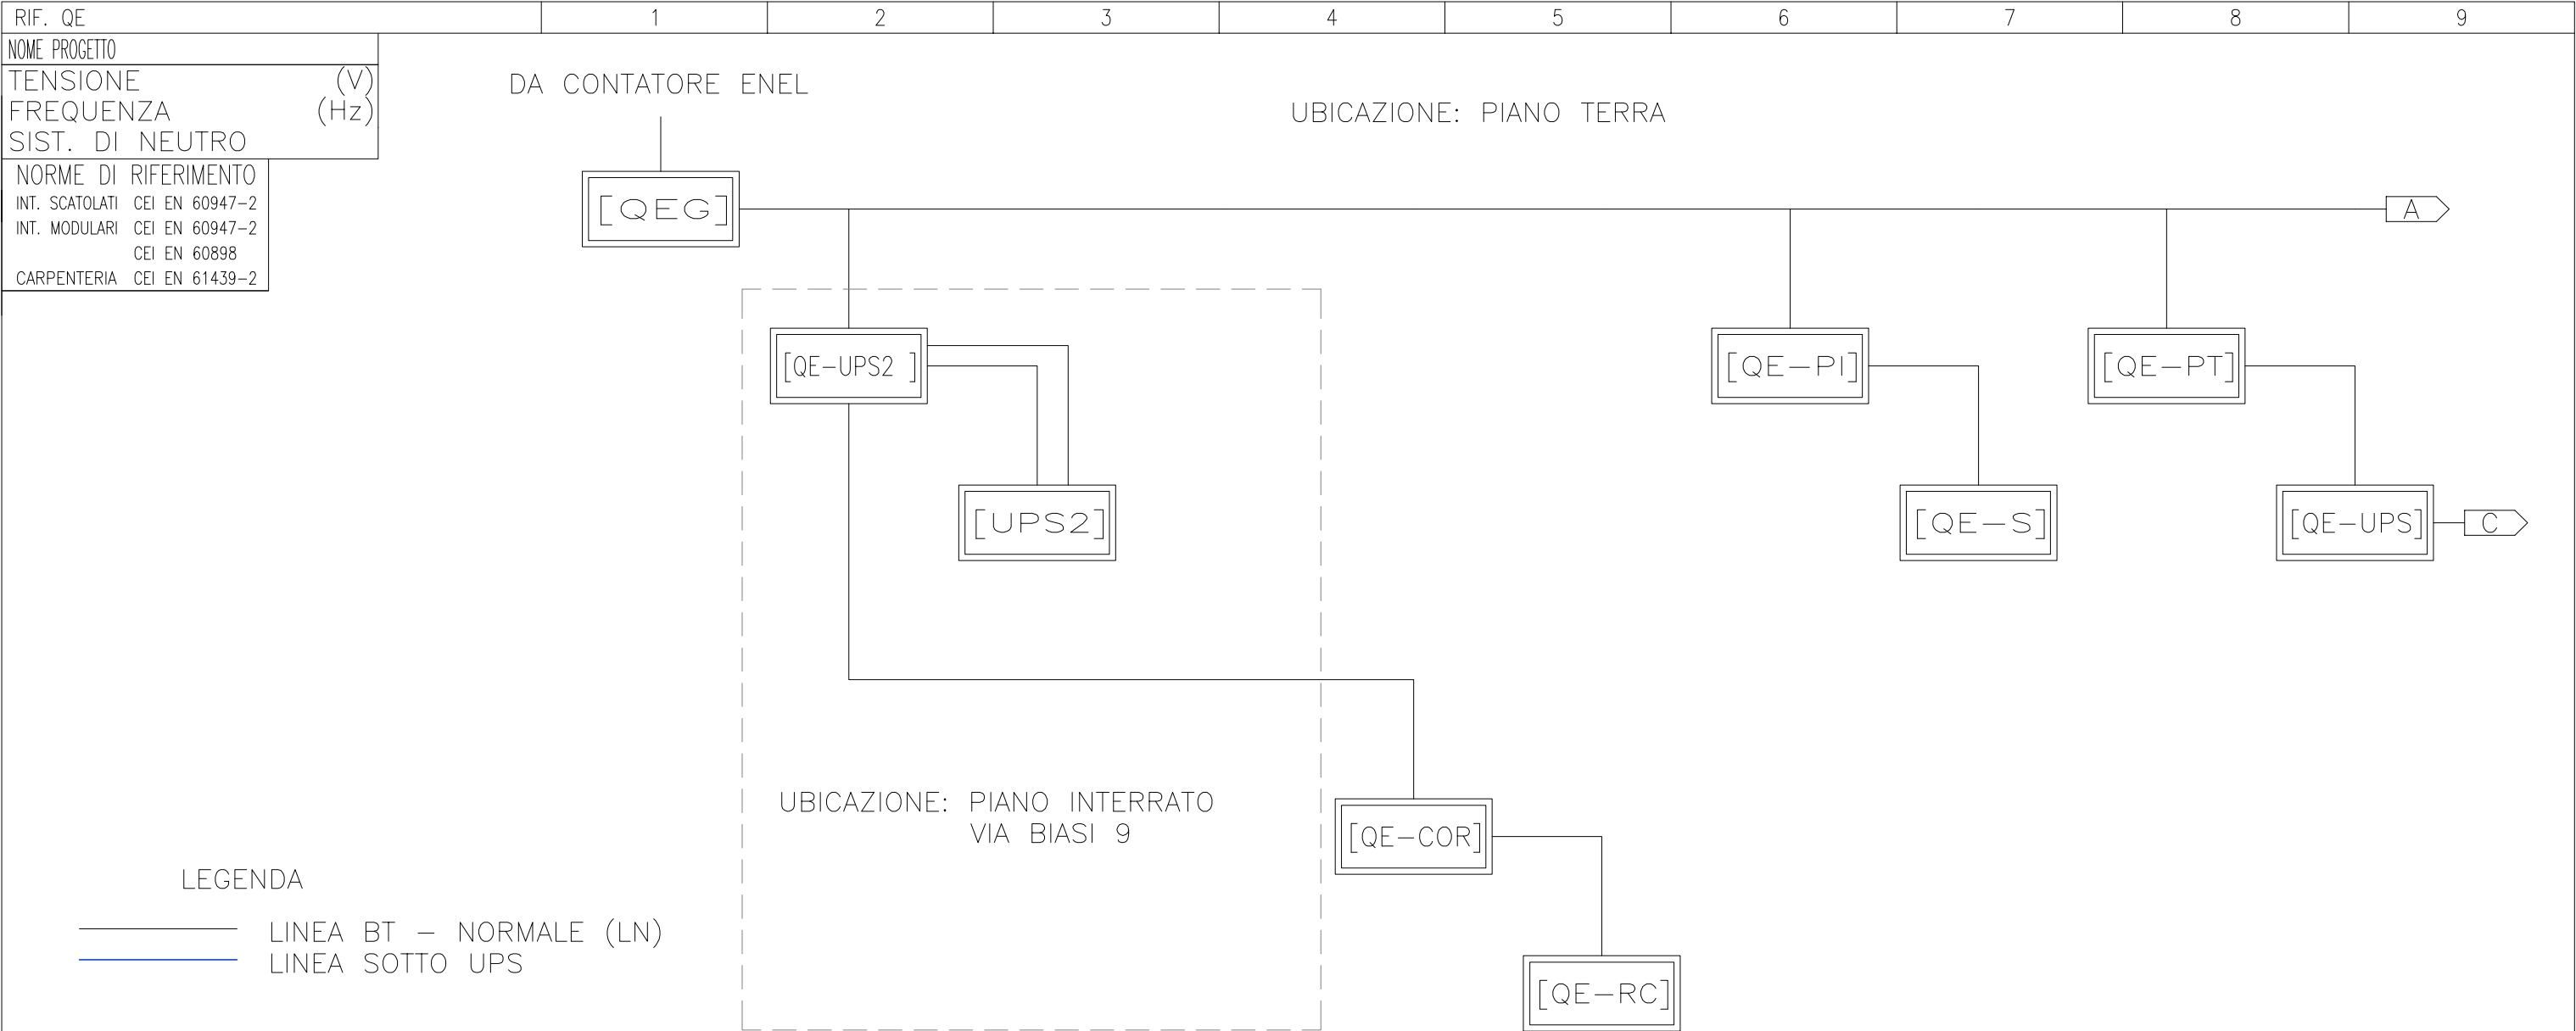 RIF. QE 1 2 3 4 5 6 7 8 9
NOME PROGETTO
TENSIONE (V)
FREQUENZA (Hz)
SIST. DI NEUTRO
NORME DI RIFERIMENTO
INT. SCATOLATI CEI EN 60947-2
INT. MODULARI CEI EN 60947-2
CEI EN 60898
CARPENTERIA CEI EN 61439-2
DA CONTATORE ENEL
UBICAZIONE: PIANO TERRA
[QEG]
A
[QE-UPS2 ]
[QE-PI]
[QE-PT]
[UPS2]
[QE-S]
[QE-UPS]
C
UBICAZIONE: PIANO INTERRATO
VIA BIASI 9
[QE-COR]
[QE-RC]
LEGENDA
LINEA BT - NORMALE (LN)
LINEA SOTTO UPS